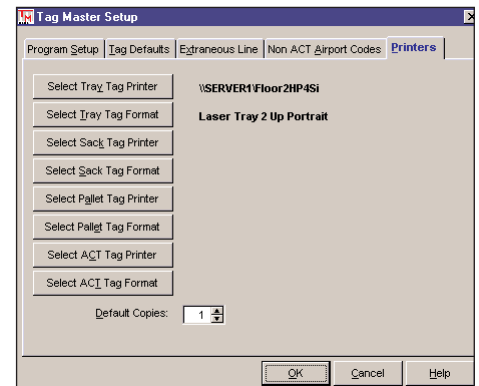 TM Tag Master Setup
Program Setup Tag Defaults Extraneous Line Non ACT Airport Codes Printers
Select Tray Tag Printer \\SERVER1\Floor2HP4Si
Select Tray Tag Format Laser Tray 2 Up Portrait
Select Sack Tag Printer
Select Sack Tag Format
Select Pallet Tag Printer
Select Pallet Tag Format
Select ACT Tag Printer
Select ACT Tag Format
Default Copies: 1
OK Cancel Help